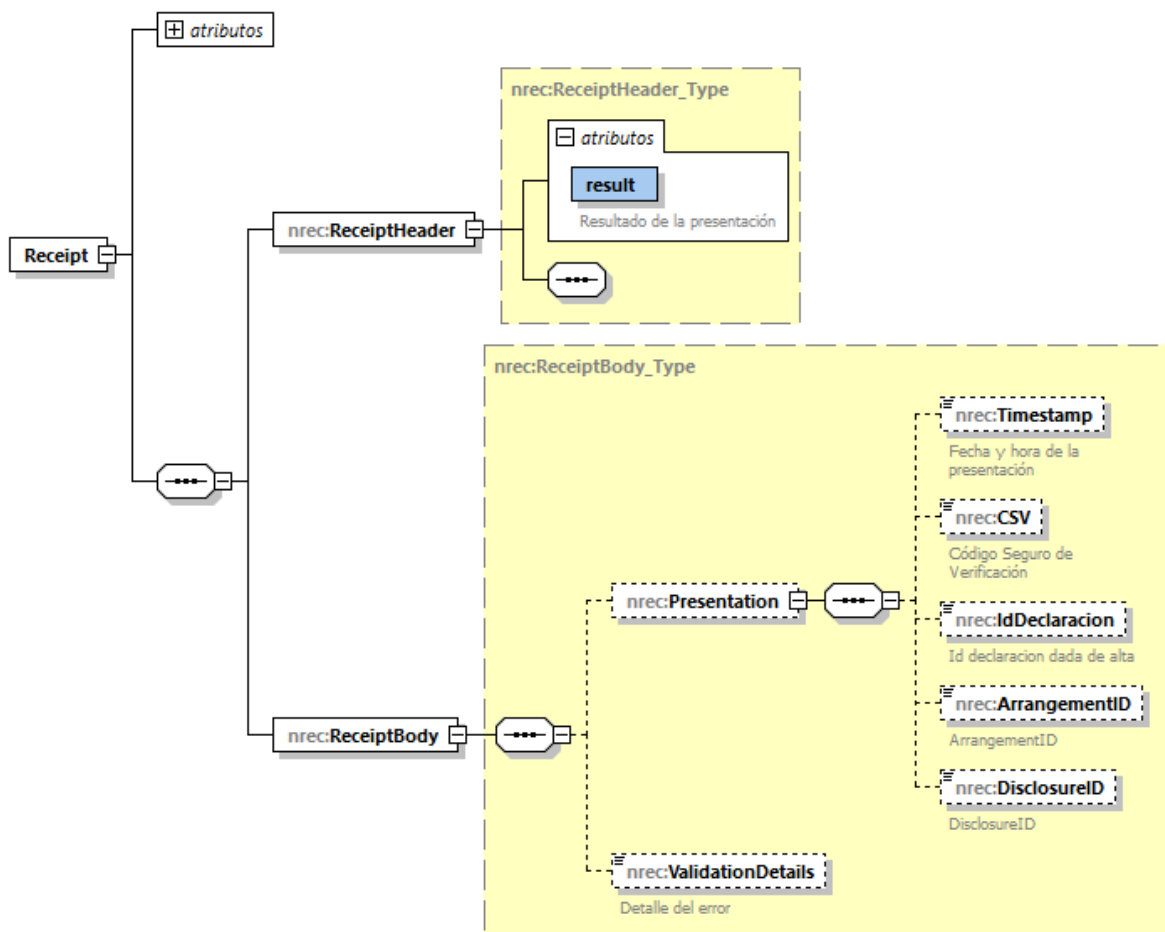 atributos
nrec:ReceiptHeader_Type
atributos
result
Resultado de la presentación
nrec:ReceiptHeader
Receipt
nrec:ReceiptBody_Type
nrec:Timestamp
Fecha y hora de la
presentación
nrec:CSV
Código Seguro de
Verificación
nrec:Presentation
nrec:IdDeclaracion
Id declaracion dada de alta
nrec:ArrangementID
ArrangementID
nrec:ReceiptBody
nrec:DisclosureID
DisclosureID
nrec:ValidationDetails
Detalle del error